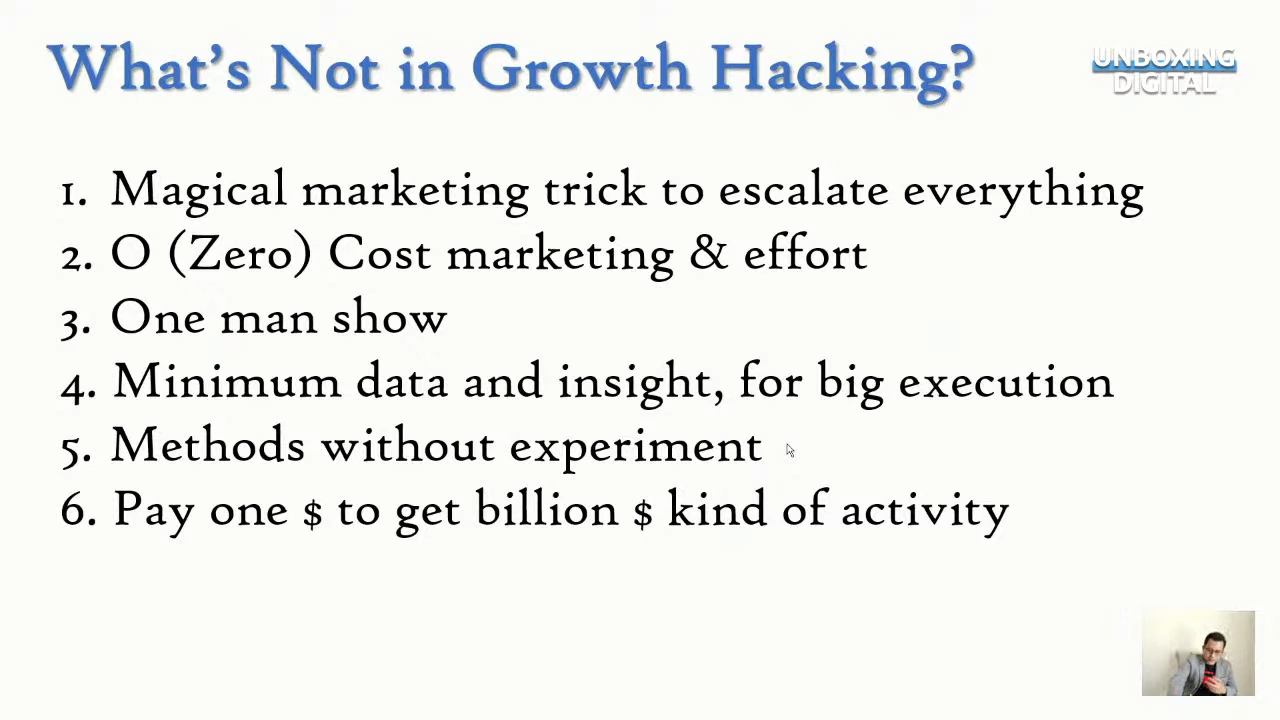 What's Not in Growth Hacking?
UNBOXING
DIGITAL
1. Magical marketing trick to escalate everything
2. O (Zero) Cost marketing & effort
3. One man show
4. Minimum data and insight, for big execution
5. Methods without experiment
6. Pay one $ to get billion $ kind of activity